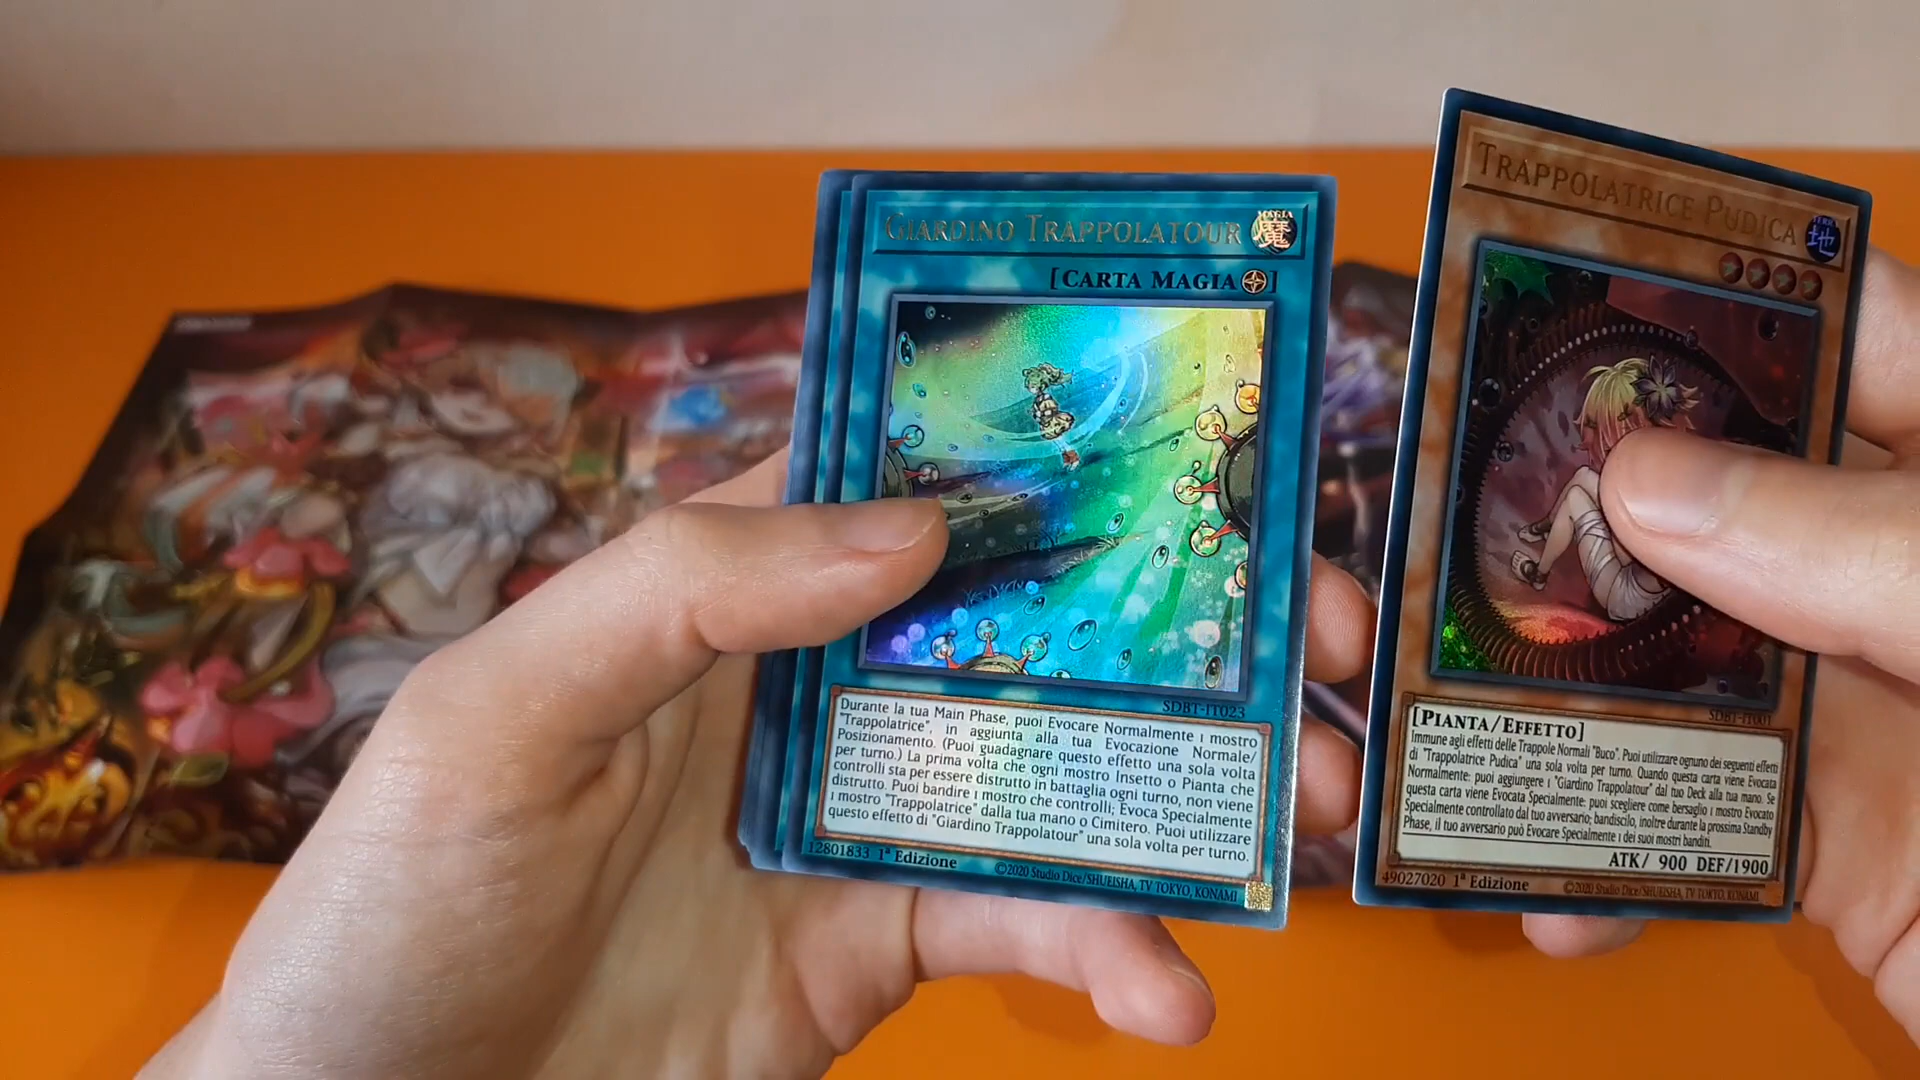 GIARDINO TRAPPOLATOUR
MAGIA
魔
[CARTA MAGIA]
SDBT-IT023
Durante la tua Main Phase, puoi Evocare Normalmente 1 mostro
"Trappolatrice", in aggiunta alla tua Evocazione Normale/
Posizionamento. (Puoi guadagnare questo effetto una sola volta
per turno.) La prima volta che ogni mostro Insetto o Pianta che
controlli sta per essere distrutto in battaglia ogni turno, non viene
distrutto. Puoi bandire 1 mostro che controlli; Evoca Specialmente
1 mostro "Trappolatrice" dalla tua mano o Cimitero. Puoi utilizzare
questo effetto di "Giardino Trappolatour" una sola volta per turno.
12801833 1ª Edizione
©2020 Studio Dice/SHUEISHA, TV TOKYO, KONAMI
TRAPPOLATRICE PUDICA
TERRA
地
SDBT-IT001
[PIANTA/EFFETTO]
Immune agli effetti delle Trappole Normali "Buco". Puoi utilizzare ognuno dei seguenti effetti
di "Trappolatrice Pudica" una sola volta per turno. Quando questa carta viene Evocata
Normalmente: puoi aggiungere 1 "Giardino Trappolatour" dal tuo Deck alla tua mano. Se
questa carta viene Evocata Specialmente: puoi scegliere come bersaglio 1 mostro Evocato
Specialmente controllato dal tuo avversario; bandiscilo, inoltre durante la prossima Standby
Phase, il tuo avversario può Evocare Specialmente 1 dei suoi mostri banditi.
ATK/ 900 DEF/1900
49027020 1ª Edizione
©2020 Studio Dice/SHUEISHA, TV TOKYO, KONAMI